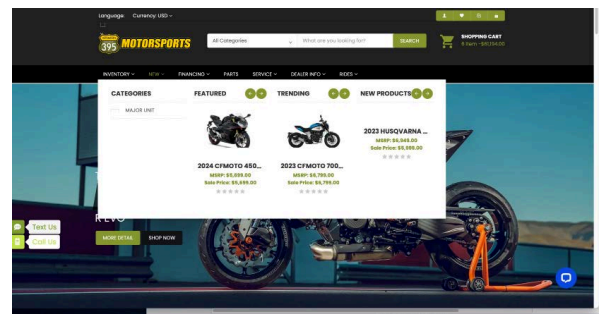 Language Currency: USD
395 MOTORSPORTS
All Categories
What are you looking for?
SEARCH
SHOPPING CART
INVENTORY NEW FINANCING PARTS SERVICE DEALER INFO RIDES
CATEGORIES
MAJOR UNIT
FEATURED
2024 CFMOTO 450...
MSRP: $5,699.00
Sale Price: $5,699.00
TRENDING
2023 CFMOTO 700...
MSRP: $6,799.00
Sale Price: $6,799.00
NEW PRODUCTS
2023 HUSQVARNA ...
R EVO
MORE DETAIL SHOP NOW
Text Us
Call Us